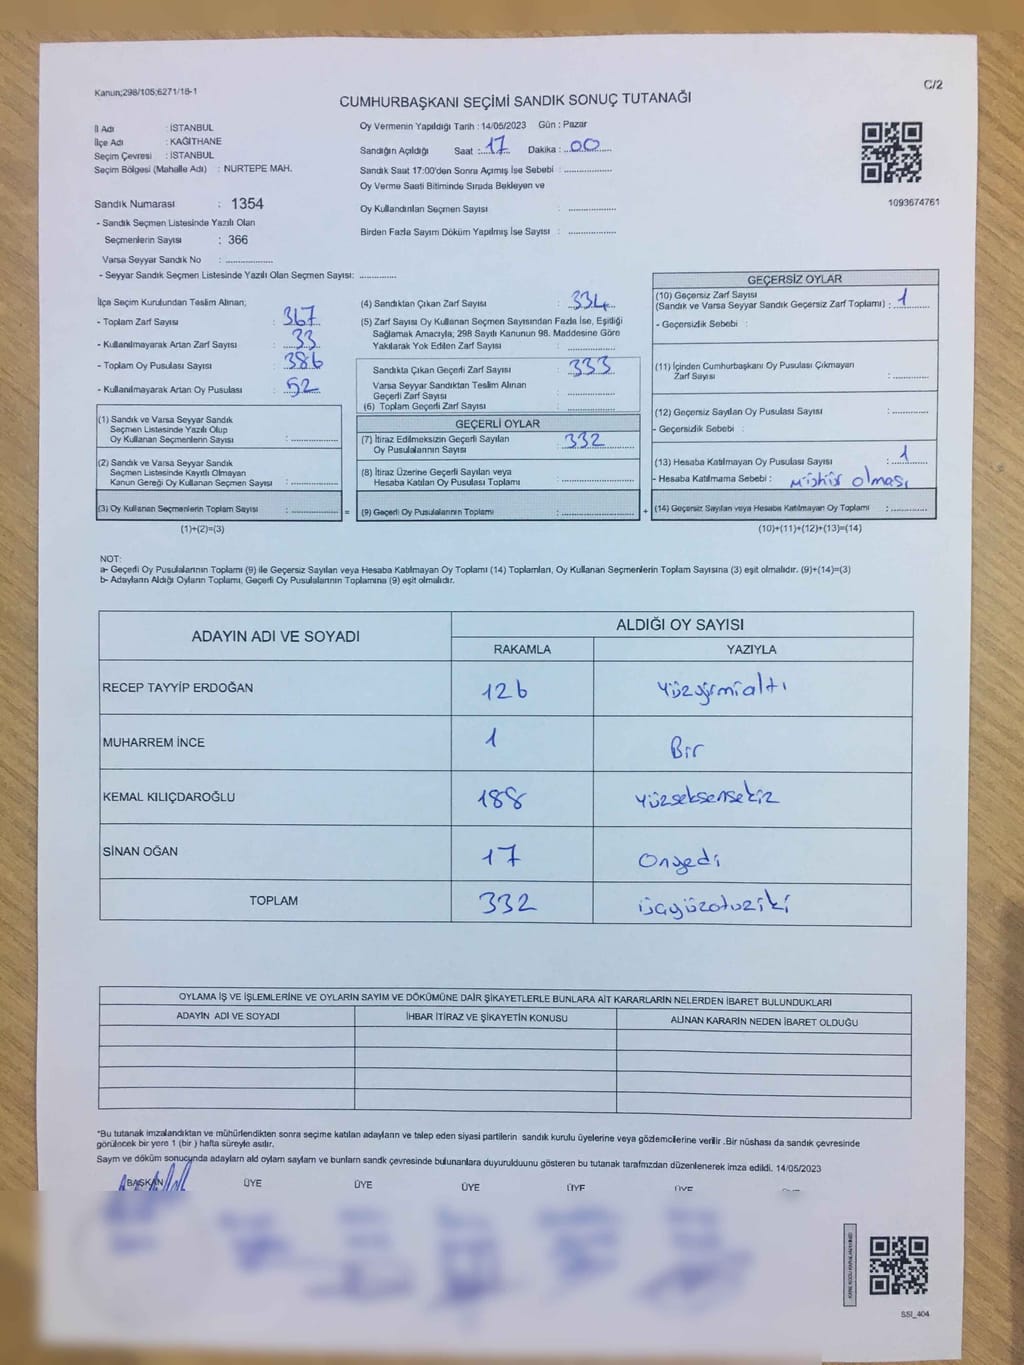 Kanun;298/105;6271/18-1
C/2
CUMHURBAŞKANI SEÇİMİ SANDIK SONUÇ TUTANAĞI
İl Adı : İSTANBUL
İlçe Adı : KAĞITHANE
Seçim Çevresi : İSTANBUL
Seçim Bölgesi (Mahalle Adı) : NURTEPE MAH.
Sandık Numarası : 1354
- Sandık Seçmen Listesinde Yazılı Olan
Seçmenlerin Sayısı : 366
Varsa Seyyar Sandık No : ................
- Seyyar Sandık Seçmen Listesinde Yazılı Olan Seçmen Sayısı: .............
Oy Vermenin Yapıldığı Tarih : 14/05/2023 Gün : Pazar
Sandığın Açıldığı Saat : 17 Dakika : 00
Sandık Saat 17:00'den Sonra Açımış İse Sebebi : ................
Oy Verme Saati Bitiminde Sırada Bekleyen ve
Oy Kullandırılan Seçmen Sayısı : ................
Birden Fazla Sayım Döküm Yapılmış İse Sayısı : ................
1093674761
İlçe Seçim Kurulundan Teslim Alınan;
- Toplam Zarf Sayısı : 367
- Kullanılmayarak Artan Zarf Sayısı : 33
- Toplam Oy Pusulası Sayısı : 386
- Kullanılmayarak Artan Oy Pusulası : 52
(4) Sandıktan Çıkan Zarf Sayısı : 334
(5) Zarf Sayısı Oy Kullanan Seçmen Sayısından Fazla İse, Eşitliği
Sağlamak Amacıyla; 298 Sayılı Kanunun 98. Maddesine Göre
Yakılarak Yok Edilen Zarf Sayısı : ................
Sandıkta Çıkan Geçerli Zarf Sayısı : 333
Varsa Seyyar Sandıktan Teslim Alınan
Geçerli Zarf Sayısı : ................
(6) Toplam Geçerli Zarf Sayısı : ................
GEÇERLİ OYLAR
(7) İtiraz Edilmeksizin Geçerli Sayılan
Oy Pusulalarının Sayısı : 332
(8) İtiraz Üzerine Geçerli Sayılan veya
Hesaba Katılan Oy Pusulası Toplamı : ................
(9) Geçerli Oy Pusulalarının Toplamı : ................
GEÇERSİZ OYLAR
(10) Geçersiz Zarf Sayısı
(Sandık ve Varsa Seyyar Sandık Geçersiz Zarf Toplamı) : 1
- Geçersizlik Sebebi :
(11) İçinden Cumhurbaşkanı Oy Pusulası Çıkmayan
Zarf Sayısı : .............
(12) Geçersiz Sayılan Oy Pusulası Sayısı : .............
- Geçersizlik Sebebi :
(13) Hesaba Katılmayan Oy Pusulası Sayısı : 1
- Hesaba Katılmama Sebebi : olması
(14) Geçersiz Sayılan veya Hesaba Katılmayan Oy Toplamı : .............
(1) Sandık ve Varsa Seyyar Sandık
Seçmen Listesinde Yazılı Olup
Oy Kullanan Seçmenlerin Sayısı : ................
(2) Sandık ve Varsa Seyyar Sandık
Seçmen Listesinde Kayıtlı Olmayan
Kanun Gereği Oy Kullanan Seçmen Sayısı : ................
(3) Oy Kullanan Seçmenlerin Toplam Sayısı : ................
=
+
(1)+(2)=(3)
(10)+(11)+(12)+(13)=(14)
NOT:
a- Geçerli Oy Pusulalarının Toplamı (9) ile Geçersiz Sayılan veya Hesaba Katılmayan Oy Toplamı (14) Toplamları, Oy Kullanan Seçmenlerin Toplam Sayısına (3) eşit olmalıdır. (9)+(14)=(3)
b- Adayların Aldığı Oyların Toplamı, Geçerli Oy Pusulalarının Toplamına (9) eşit olmalıdır.
ADAYIN ADI VE SOYADI
ALDIĞI OY SAYISI
RAKAMLA YAZIYLA
RECEP TAYYİP ERDOĞAN 126 Yüzyirmialtı
MUHARREM İNCE 1 Bir
KEMAL KILIÇDAROĞLU 188 Yüzseksensekiz
SİNAN OĞAN 17 Onyedi
TOPLAM 332 üçyüzotuziki
OYLAMA İŞ VE İŞLEMLERİNE VE OYLARIN SAYIM VE DÖKÜMÜNE DAİR ŞİKAYETLERLE BUNLARA AİT KARARLARIN NELERDEN İBARET BULUNDUKLARI
ADAYIN ADI VE SOYADI İHBAR İTİRAZ VE ŞİKAYETİN KONUSU ALINAN KARARIN NEDEN İBARET OLDUĞU
*Bu tutanak imzalandıktan ve mühürlendikten sonra seçime katılan adayların ve talep eden siyasi partilerin sandık kurulu üyelerine veya gözlemcilerine verilir .Bir nüshası da sandık çevresinde
görülecek bir yere 1 (bir ) hafta süreyle asılır.
Sayım ve döküm sonucunda adayların ald oyların sayların ve bunların sandk çevresinde bulunanlara duyurulduunu gösteren bu tutanak tarafmzdan düzenlenerek imza edildi. 14/05/2023
BAŞKAN ÜYE ÜYE ÜYE ÜYE ÜYE
SSI_404